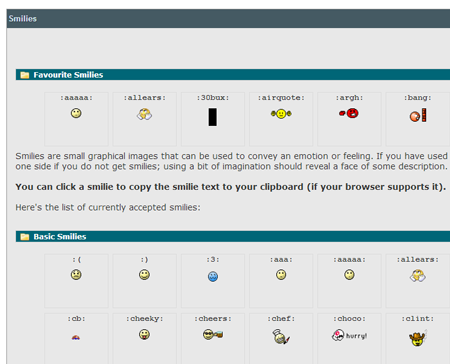 Smilies
Favourite Smilies
:aaaaa: :allears: :30bux: :airquote: :argh: :bang:
Smilies are small graphical images that can be used to convey an emotion or feeling. If you have used
one side if you do not get smilies; using a bit of imagination should reveal a face of some description.
You can click a smilie to copy the smilie text to your clipboard (if your browser supports it).
Here's the list of currently accepted smilies:
Basic Smilies
:( :) :3: :aaa: :aaaaa: :allears:
:cb: :cheeky: :cheers: :chef: :choco: :clint:
hurry!